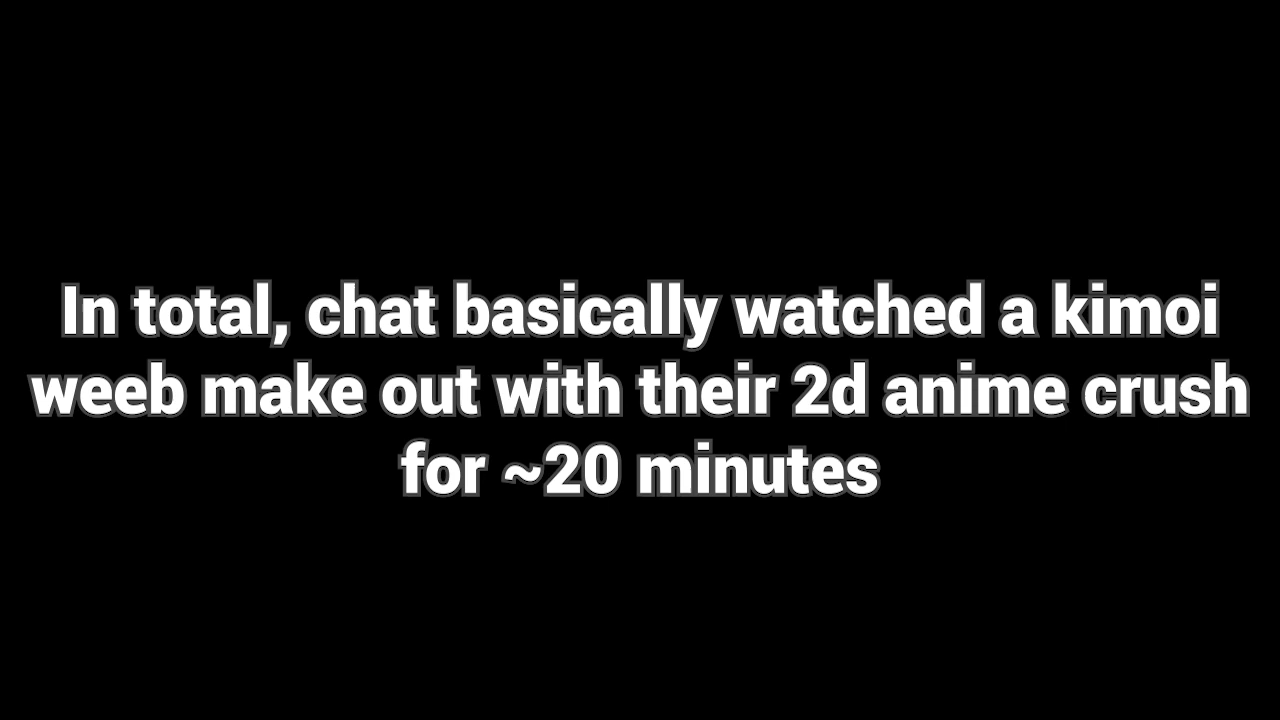 In total, chat basically watched a kimoi
weeb make out with their 2d anime crush
for ~20 minutes